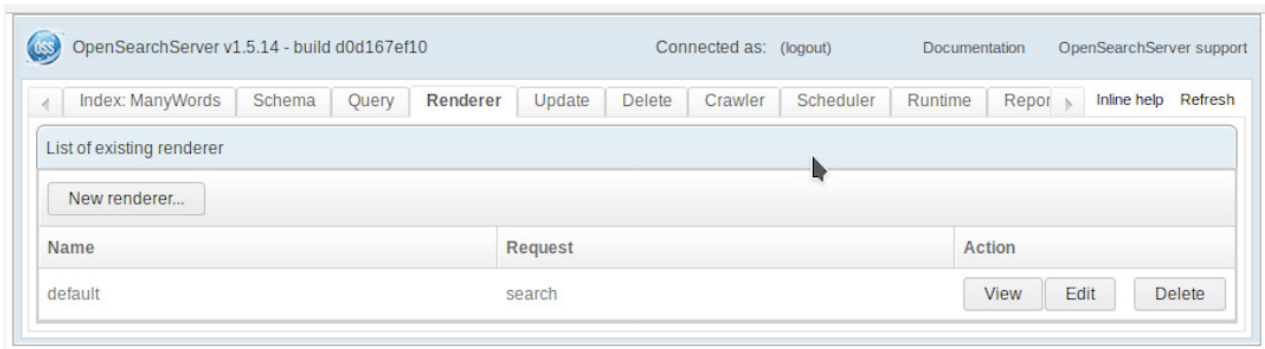 OSS OpenSearchServer v1.5.14 - build d0d167ef10 Connected as: (logout) Documentation OpenSearchServer support
Index: ManyWords Schema Query Renderer Update Delete Crawler Scheduler Runtime Repor Inline help Refresh
List of existing renderer
New renderer...
Name Request Action
default search View Edit Delete